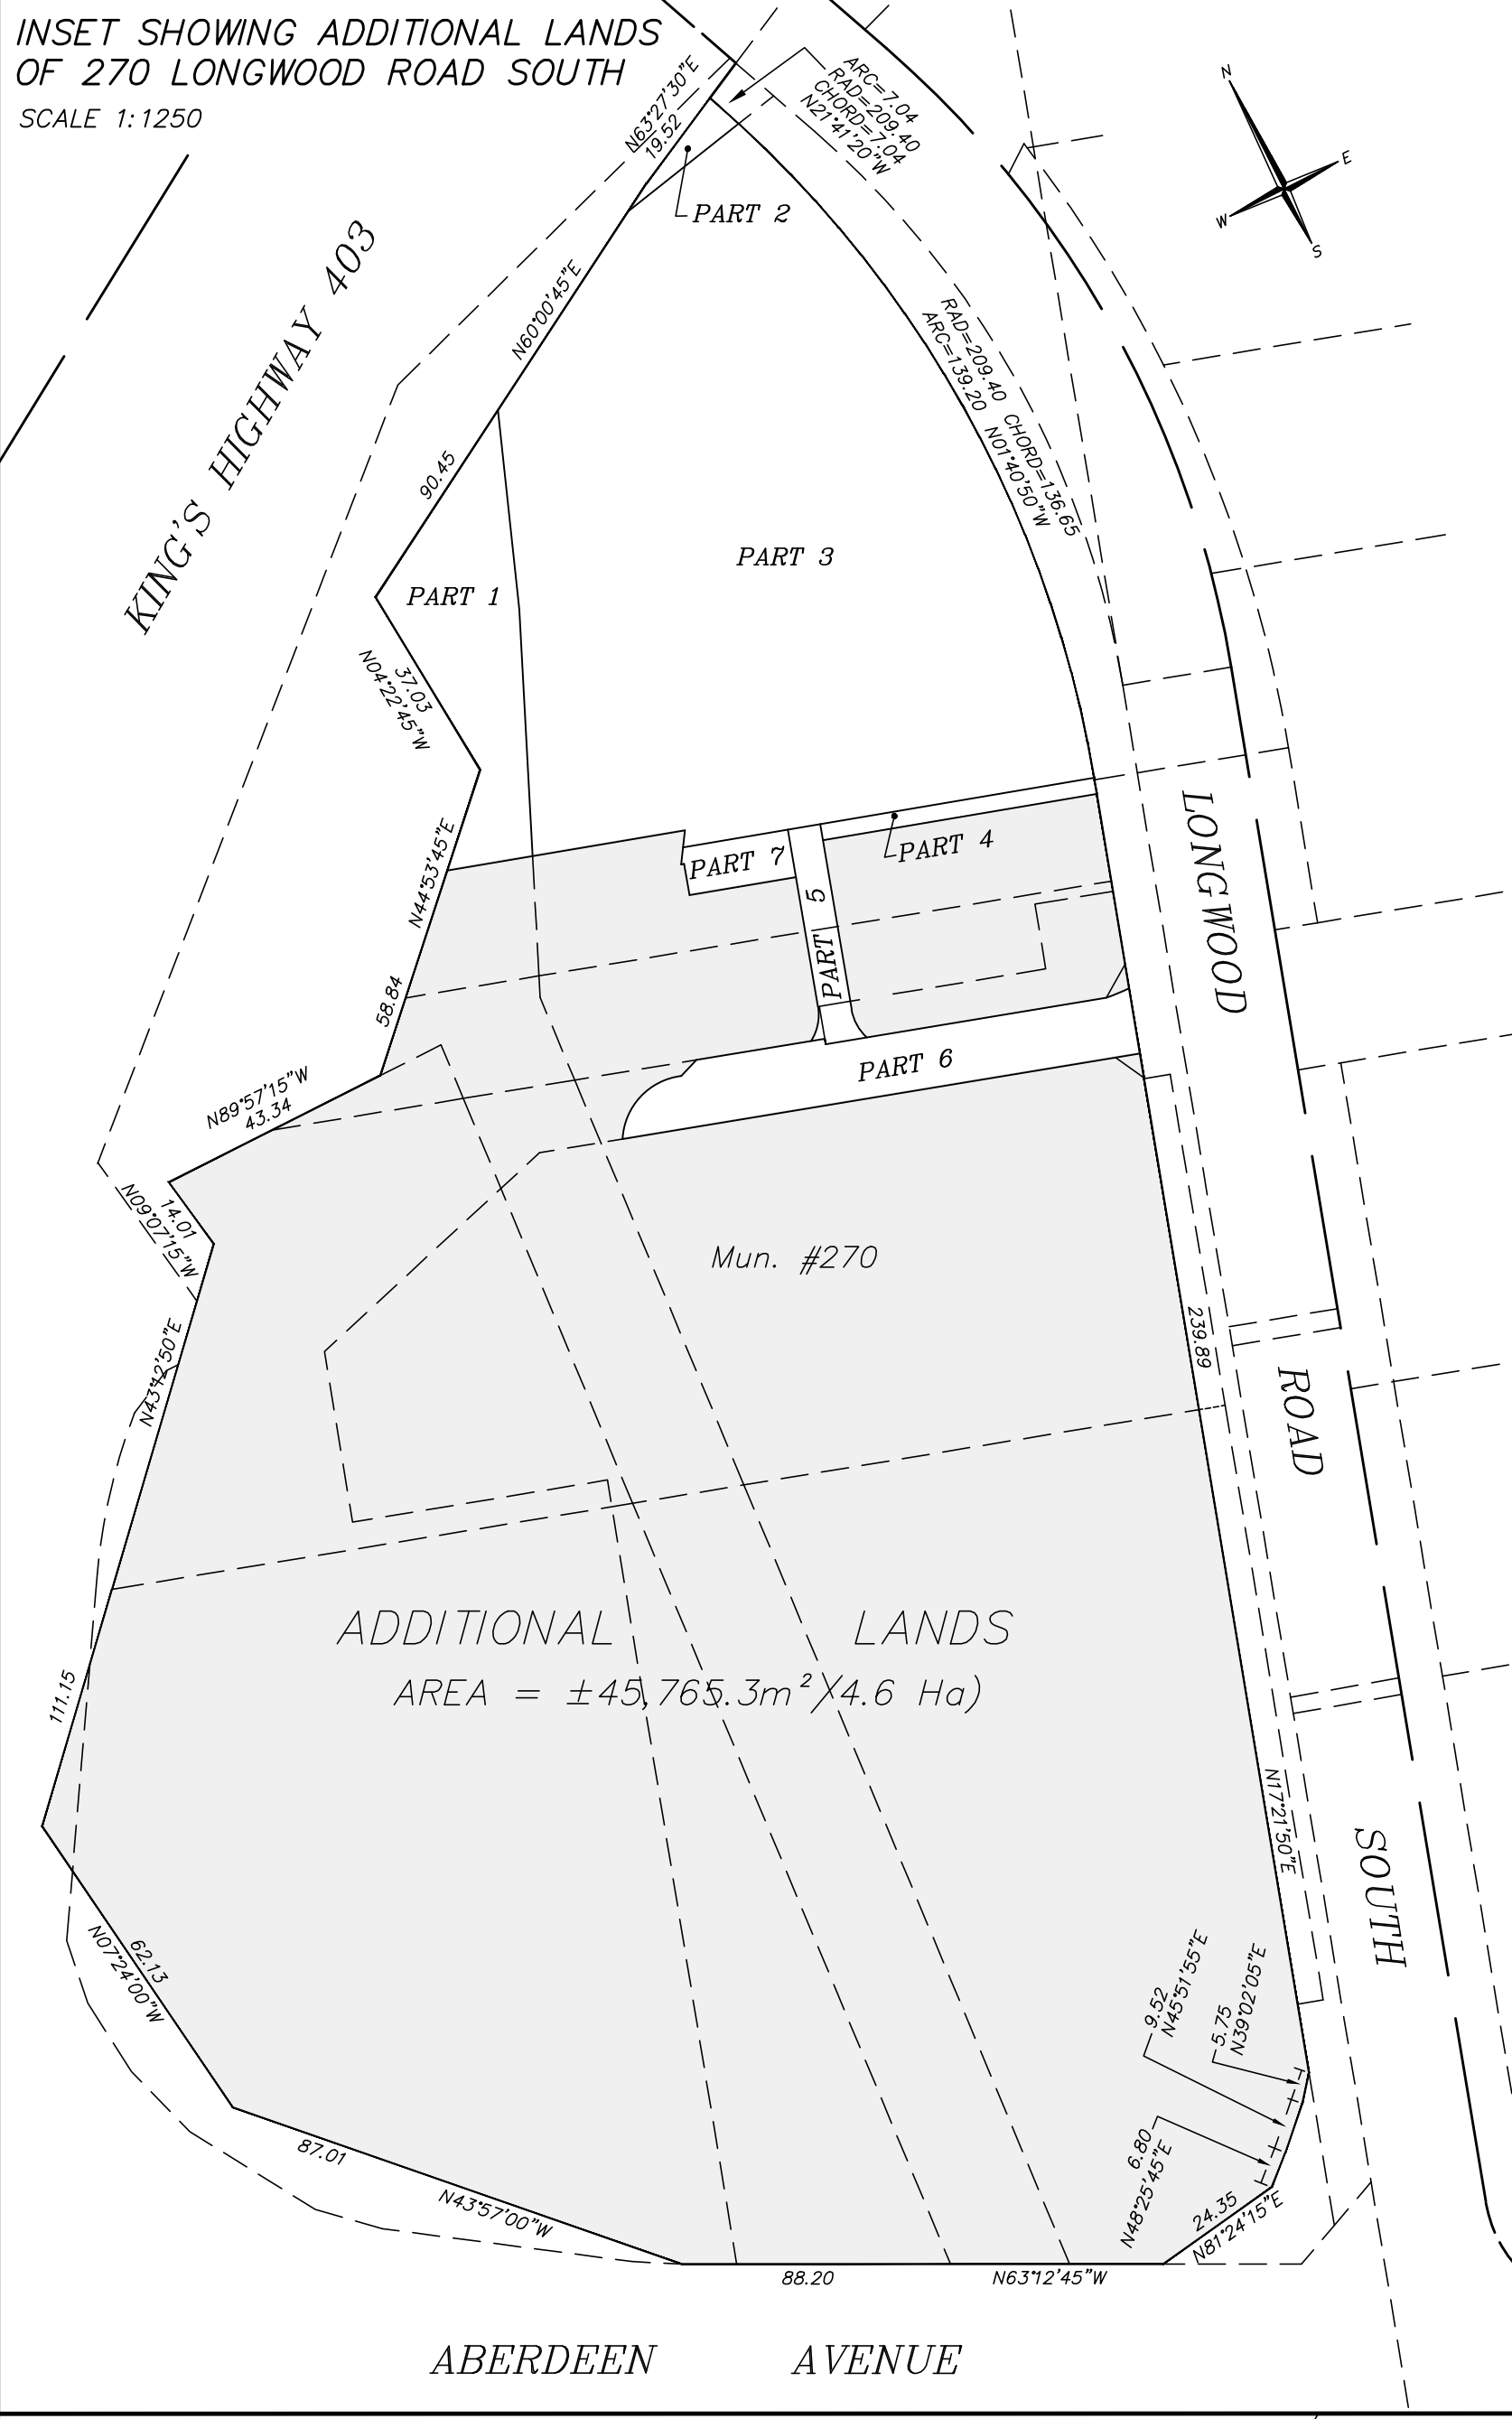 INSET SHOWING ADDITIONAL LANDS
OF 270 LONGWOOD ROAD SOUTH
SCALE 1:1250
N63°27'30"E
19.52
ARC=7.04
RAD=209.40
CHORD=7.04
N21°41'20"W
N
E
W
S
PART 2
KING'S HIGHWAY 403
N60°00'45"E
90.45
RAD=209.40 CHORD=136.65
ARC=139.20 N01°40'50"W
PART 3
PART 1
37.03
N04°22'45"W
N44°53'45"E
58.84
PART 7
PART 4
PART 5
PART 6
LONGWOOD
N89°57'15"W
43.34
14.01
N09°07'15"W
Mun. #270
N43°12'50"E
111.15
239.89
N17°21'50"E
ROAD
ADDITIONAL LANDS
AREA = ±45,765.3m² (4.6 Ha)
SOUTH
62.13
N07°24'00"W
9.52
N45°51'55"E
5.75
N39°02'05"E
6.80
N48°25'45"E
87.01
N43°57'00"W
24.35
N81°24'15"E
88.20
N63°12'45"W
ABERDEEN AVENUE